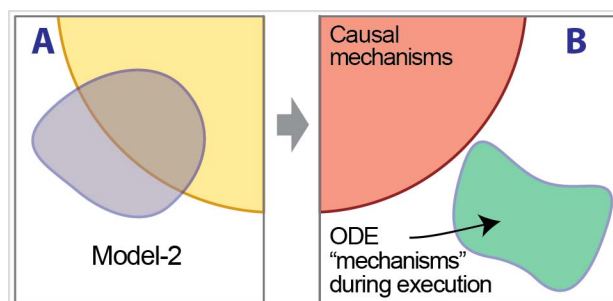 A
Model-2
Causal
mechanisms
B
ODE
“mechanisms”
during execution